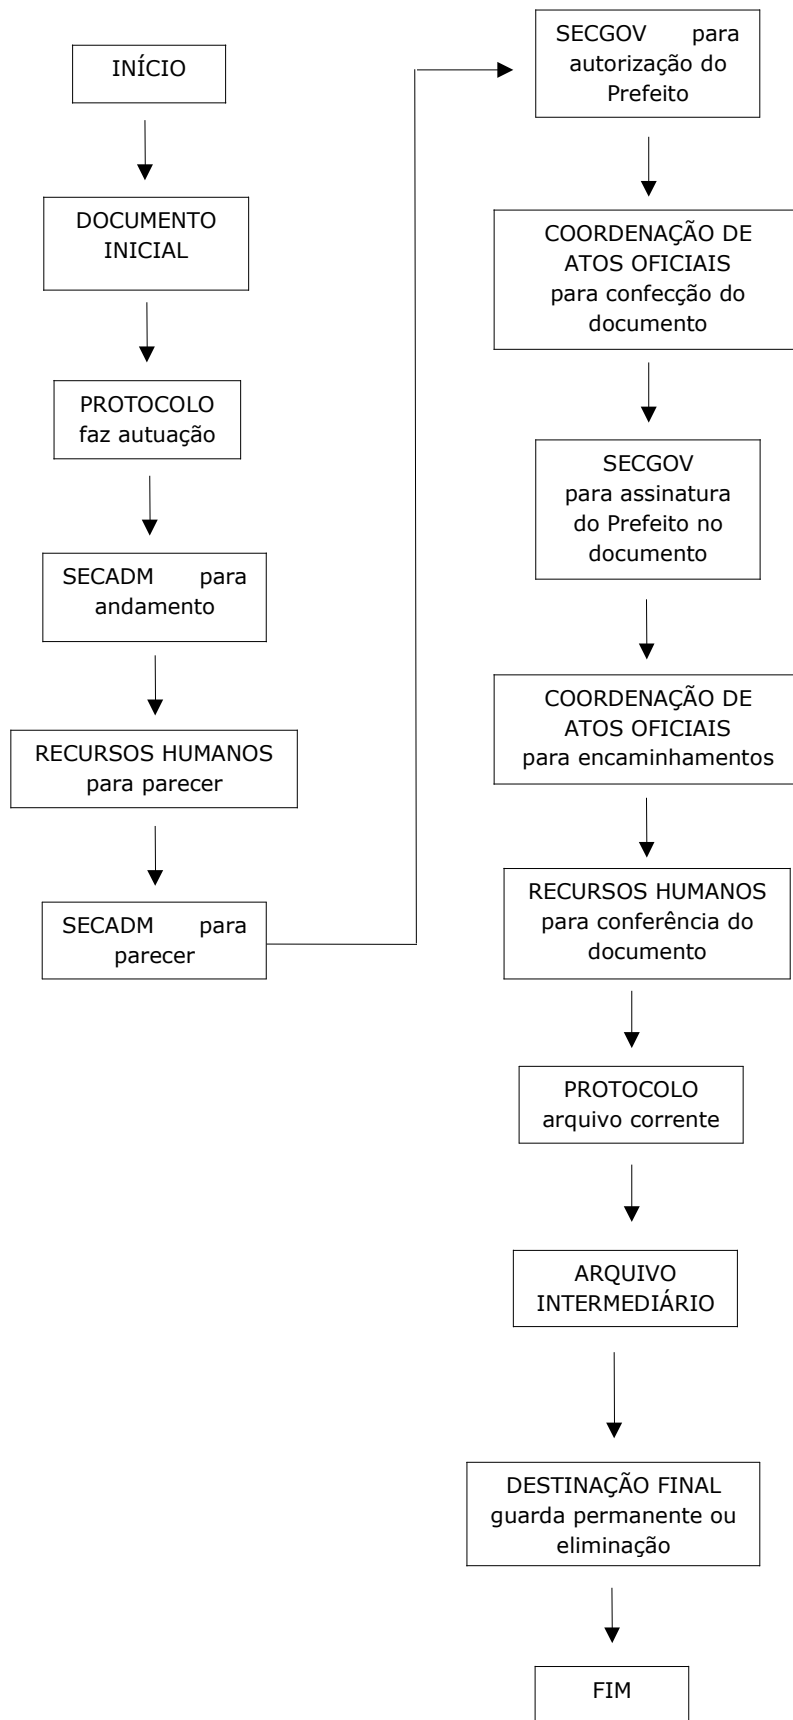 INÍCIO
DOCUMENTO
INICIAL
PROTOCOLO
faz autuação
SECADM para
andamento
RECURSOS HUMANOS
para parecer
SECADM para
parecer
SECGOV para
autorização do
Prefeito
COORDENAÇÃO DE
ATOS OFICIAIS
para confecção do
documento
SECGOV
para assinatura
do Prefeito no
documento
COORDENAÇÃO DE
ATOS OFICIAIS
para encaminhamentos
RECURSOS HUMANOS
para conferência do
documento
PROTOCOLO
arquivo corrente
ARQUIVO
INTERMEDIÁRIO
DESTINAÇÃO FINAL
guarda permanente ou
eliminação
FIM